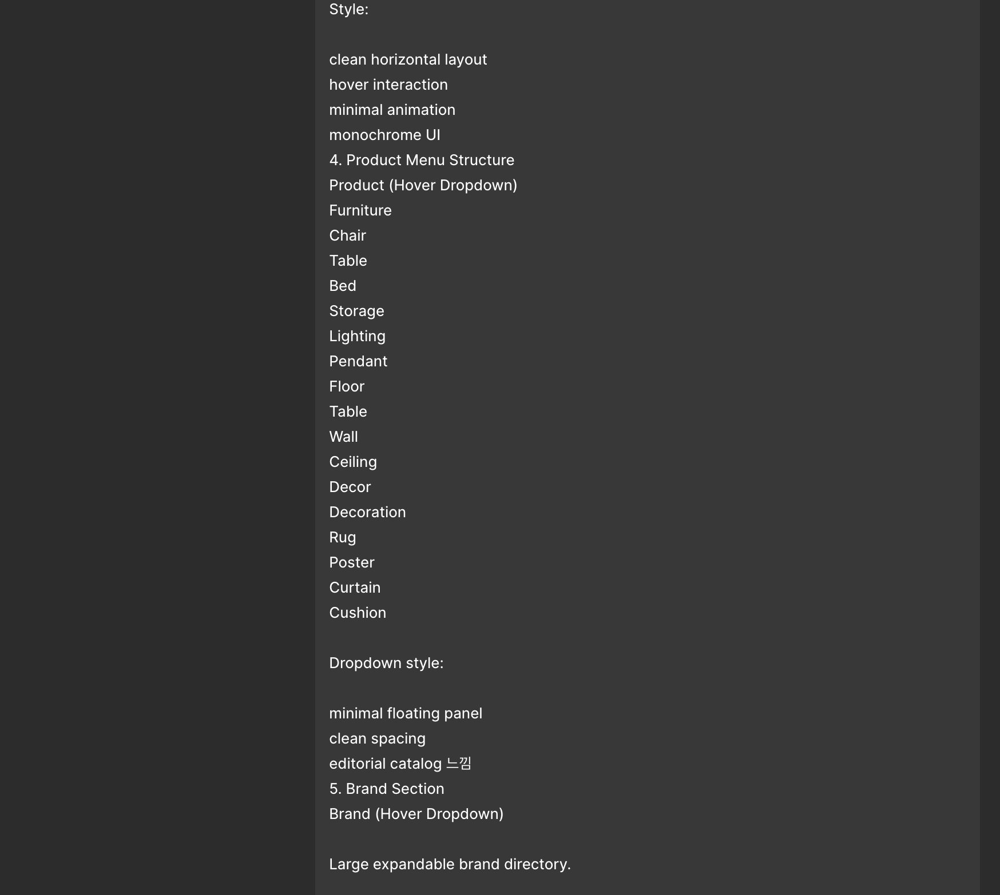 Style:
clean horizontal layout
hover interaction
minimal animation
monochrome UI
4. Product Menu Structure
Product (Hover Dropdown)
Furniture
Chair
Table
Bed
Storage
Lighting
Pendant
Floor
Table
Wall
Ceiling
Decor
Decoration
Rug
Poster
Curtain
Cushion
Dropdown style:
minimal floating panel
clean spacing
editorial catalog 느낌
5. Brand Section
Brand (Hover Dropdown)
Large expandable brand directory.